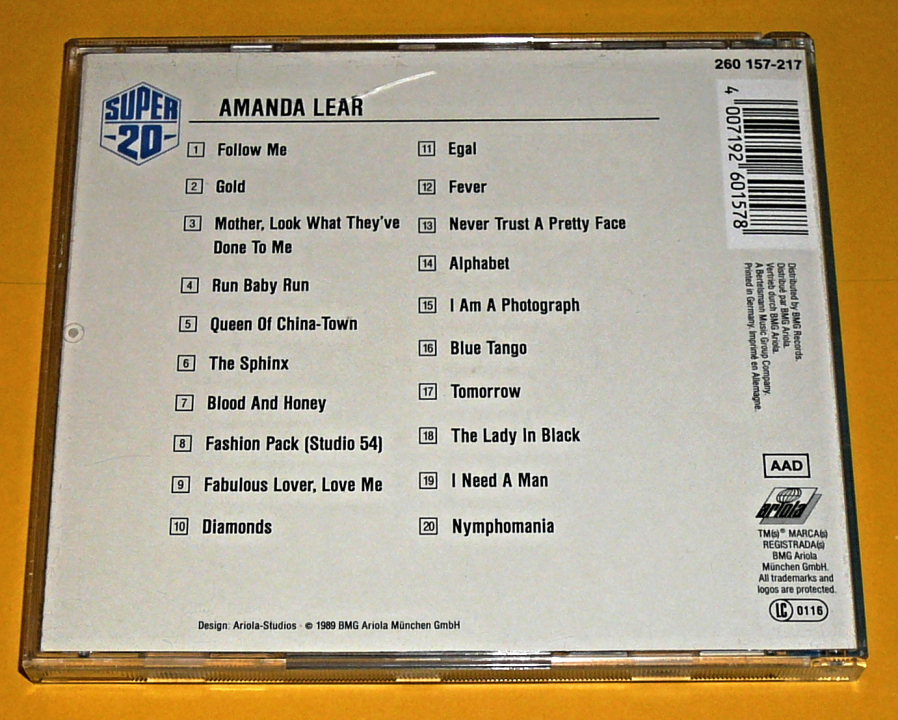 260 157-217
SUPER
-20-
AMANDA LEAR
1 Follow Me
2 Gold
3 Mother, Look What They've
Done To Me
4 Run Baby Run
5 Queen Of China-Town
6 The Sphinx
7 Blood And Honey
8 Fashion Pack (Studio 54)
9 Fabulous Lover, Love Me
10 Diamonds
11 Egal
12 Fever
13 Never Trust A Pretty Face
14 Alphabet
15 I Am A Photograph
16 Blue Tango
17 Tomorrow
18 The Lady In Black
19 I Need A Man
20 Nymphomania
4 007192 601578
Distributed by BMG Records.
Distribué par BMG Ariola.
Vertrieb durch BMG Ariola.
A Bertelsmann Music Group Company.
Printed in Germany. Imprimé en Allemagne.
AAD
ariola
TM(s)® MARCA(s)
REGISTRADA(s)
BMG Ariola
München GmbH.
All trademarks and
logos are protected.
LC 0116
Design: Ariola-Studios · © 1989 BMG Ariola München GmbH